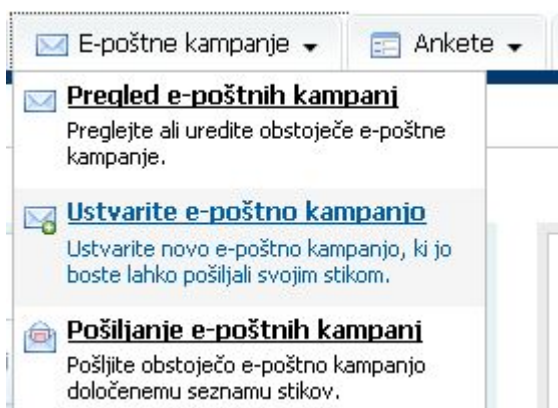 E-poštne kampanje Ankete
Pregled e-poštnih kampanj
Preglejte ali uredite obstoječe e-poštne
kampanje.
Ustvarite e-poštno kampanjo
Ustvarite novo e-poštno kampanjo, ki jo
boste lahko pošiljali svojim stikom.
Pošiljanje e-poštnih kampanj
Pošljite obstoječo e-poštno kampanjo
določenemu seznamu stikov.